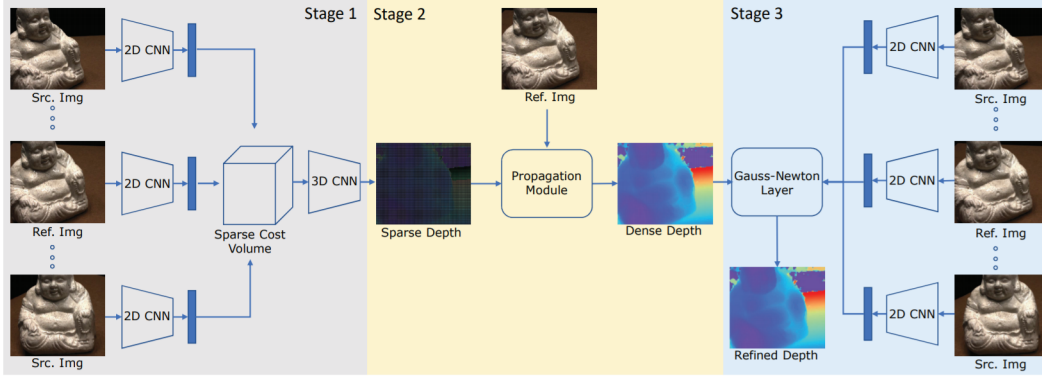 Stage 1
2D CNN
Src. Img
2D CNN
Ref. Img
Sparse Cost
Volume
3D CNN
2D CNN
Src. Img
Stage 2
Ref. Img
Sparse Depth
Propagation
Module
Dense Depth
Stage 3
2D CNN
Src. Img
Gauss-Newton
Layer
2D CNN
Ref. Img
Refined Depth
2D CNN
Src. Img